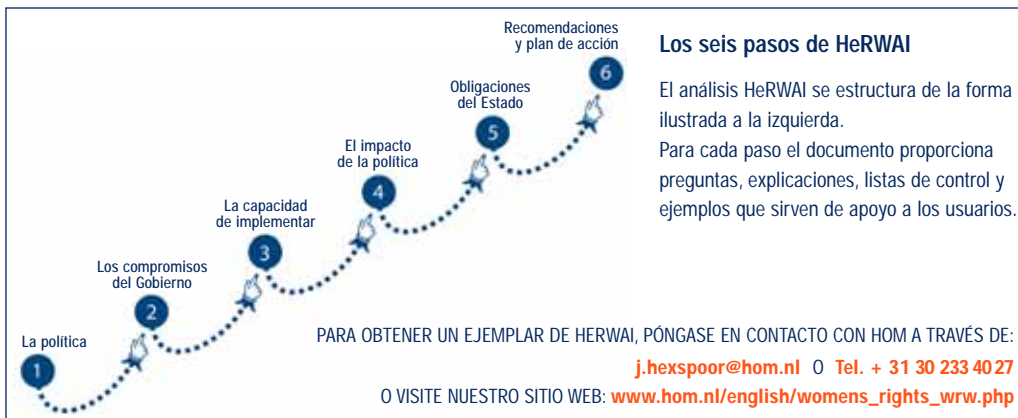 Recomendaciones
y plan de acción
6
Obligaciones
del Estado
5
El impacto
de la política
4
La capacidad
de implementar
3
Los compromisos
del Gobierno
2
La política
1
Los seis pasos de HeRWAI
El análisis HeRWAI se estructura de la forma
ilustrada a la izquierda.
Para cada paso el documento proporciona
preguntas, explicaciones, listas de control y
ejemplos que sirven de apoyo a los usuarios.
PARA OBTENER UN EJEMPLAR DE HERWAI, PÓNGASE EN CONTACTO CON HOM A TRAVÉS DE:
j.hexspoor@hom.nl O Tel. + 31 30 233 40 27
O VISITE NUESTRO SITIO WEB: www.hom.nl/english/womens_rights_wrw.php